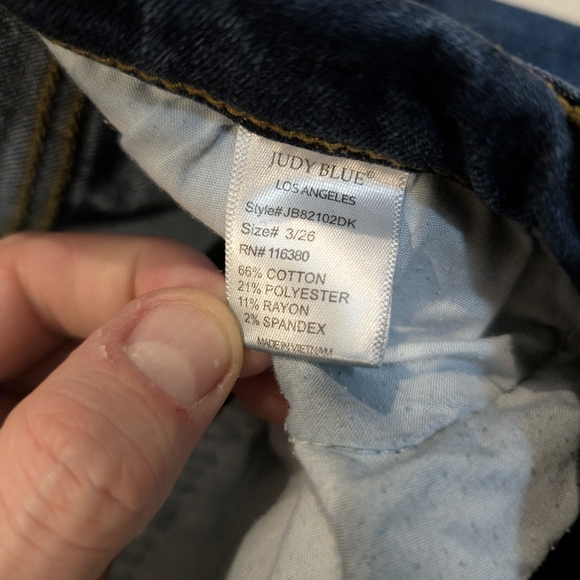 JUDY BLUE®
LOS ANGELES
Style# JB82102DK
Size# 3/26
RN# 116380
66% COTTON
21% POLYESTER
11% RAYON
2% SPANDEX
MADE IN VIETNAM